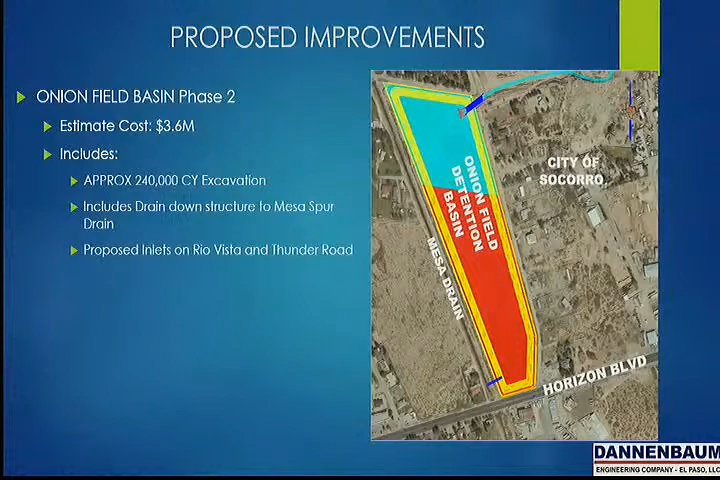 PROPOSED IMPROVEMENTS
ONION FIELD BASIN Phase 2
Estimate Cost: $3.6M
Includes:
APPROX 240,000 CY Excavation
Includes Drain down structure to Mesa Spur
Drain
Proposed Inlets on Rio Vista and Thunder Road
CITY OF
SOCORRO
ONION FIELD
DETENTION
BASIN
MESA DRAIN
HORIZON BLVD
DANNENBAUM
ENGINEERING COMPANY - EL PASO, LLC